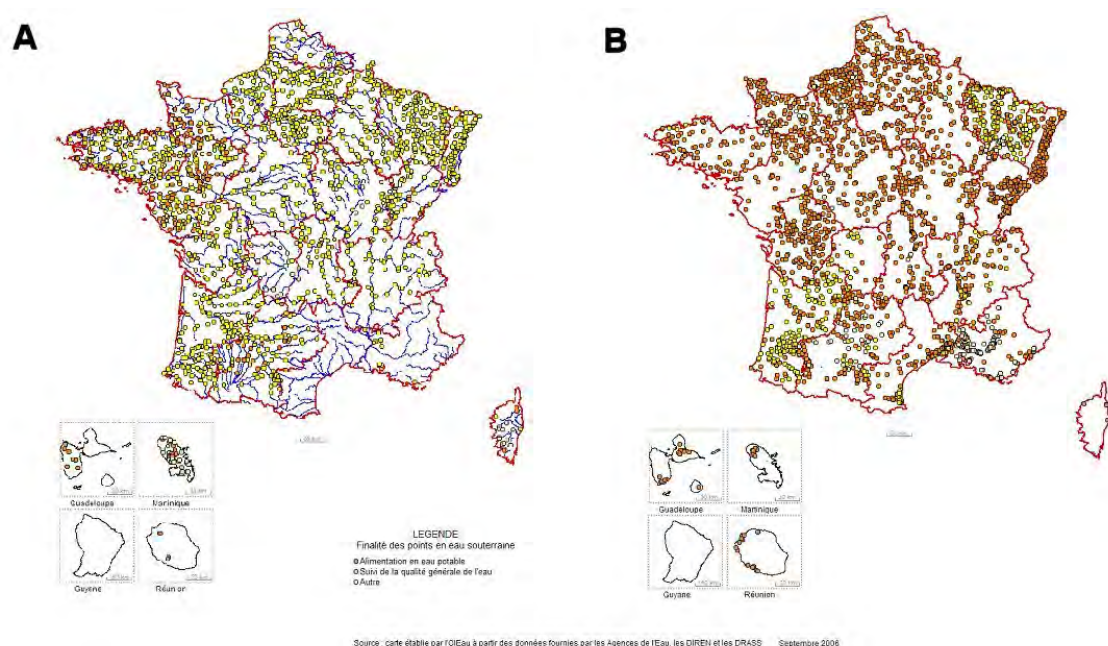 A
B
Guadeloupe
Martinique
Guyane
Réunion
LEGENDE
Finalité des points en eau souterraine
Alimentation en eau potable
Suivi de la qualité générale de l'eau
Autre
Guadeloupe
Martinique
Guyane
Réunion
Source : carte établie par l'OIEau à partir des données fournies par les Agences de l'Eau, les DIREN et les DRASS Septembre 2006